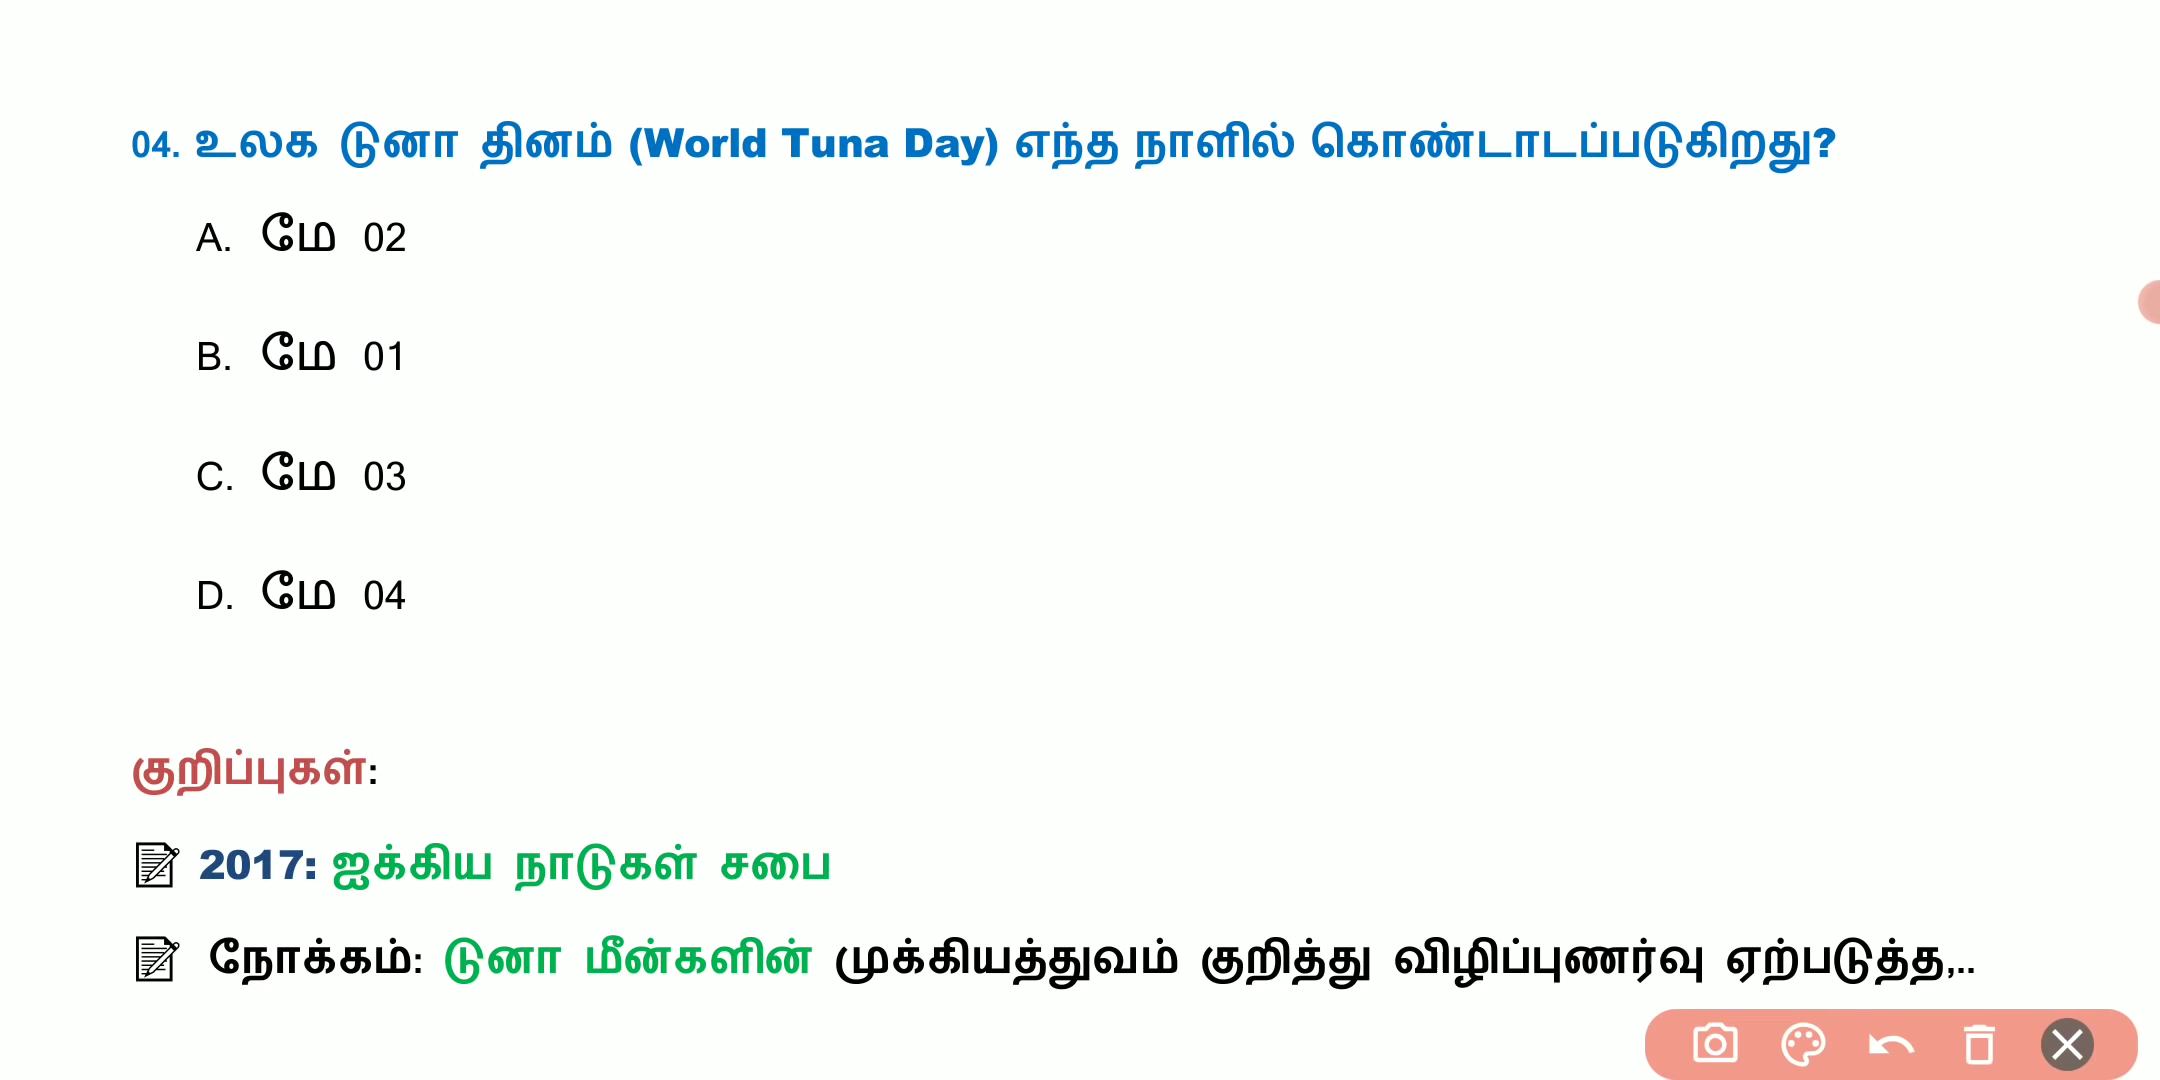 04. உலக டுனா தினம் (World Tuna Day) எந்த நாளில் கொண்டாடப்படுகிறது?
A. மே 02
B. மே 01
C. மே 03
D. மே 04
குறிப்புகள்:
2017: ஐக்கிய நாடுகள் சபை
நோக்கம்: டுனா மீன்களின் முக்கியத்துவம் குறித்து விழிப்புணர்வு ஏற்படுத்த,..